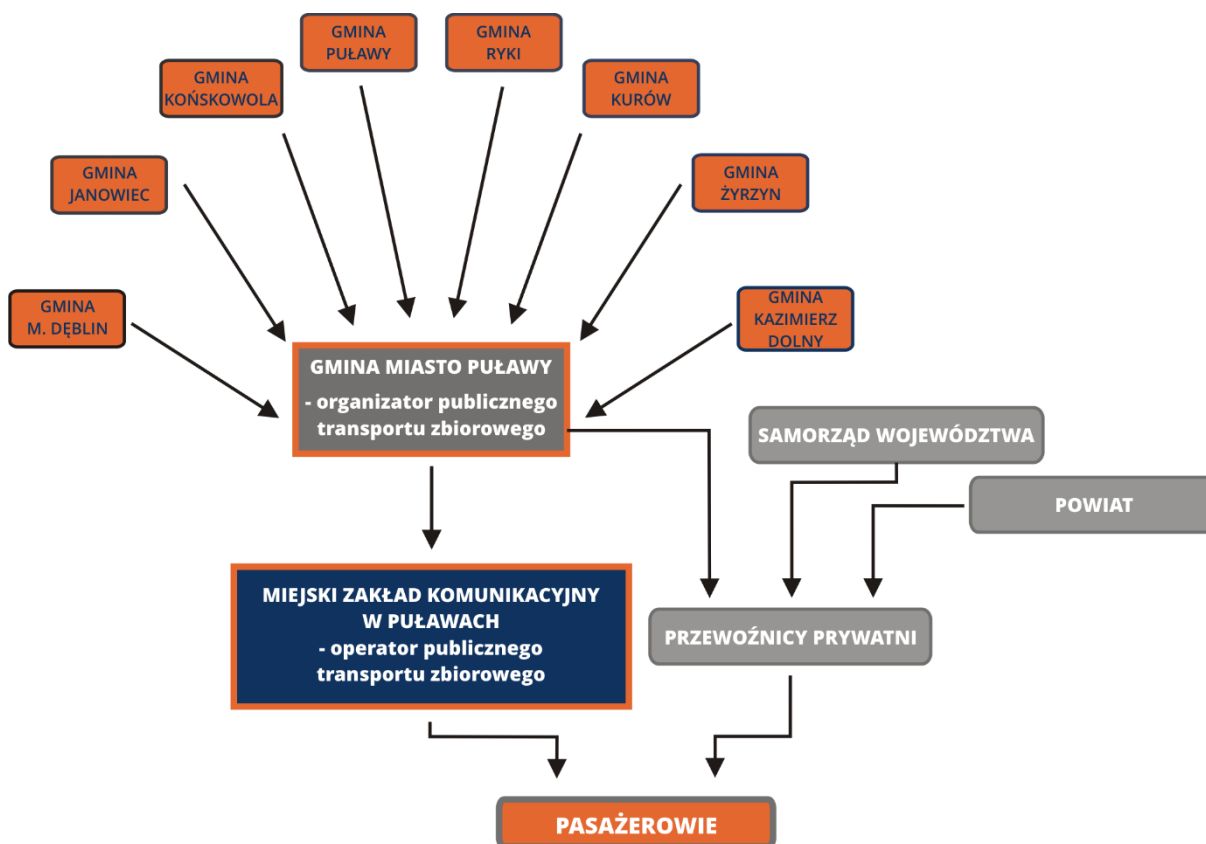 GMINA
PUŁAWY
GMINA
RYKI
GMINA
KOŃSKOWOLA
GMINA
KURÓW
GMINA
JANOWIEC
GMINA
ŻYRZYN
GMINA
M. DĘBLIN
GMINA
KAZIMIERZ
DOLNY
GMINA MIASTO PUŁAWY
- organizator publicznego
transportu zbiorowego
SAMORZĄD WOJEWÓDZTWA
POWIAT
MIEJSKI ZAKŁAD KOMUNIKACYJNY
W PUŁAWACH
- operator publicznego
transportu zbiorowego
PRZEWOŹNICY PRYWATNI
PASAŻEROWIE